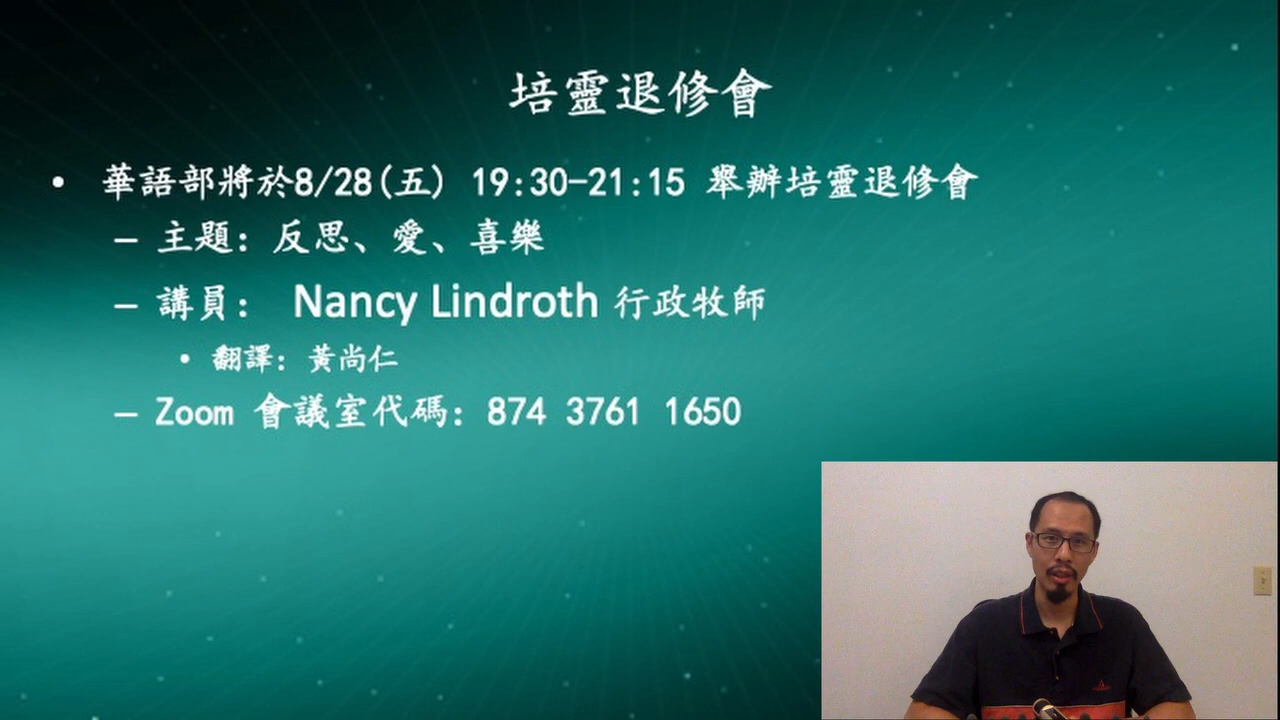 培靈退修會
• 華語部將於8/28(五) 19:30-21:15 舉辦培靈退修會
– 主題: 反思、愛、喜樂
– 講員: Nancy Lindroth 行政牧師
• 翻譯: 黃尚仁
– Zoom 會議室代碼: 874 3761 1650